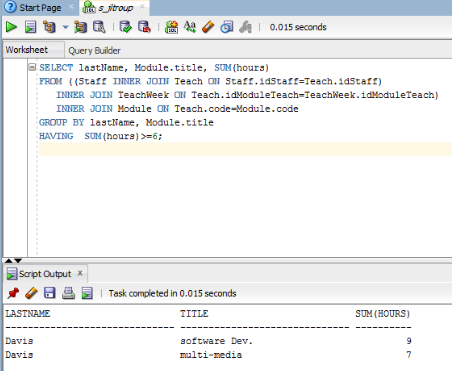 Start Page s_jltroup
0.015 seconds
Worksheet Query Builder
SELECT lastName, Module.title, SUM(hours)
FROM ((Staff INNER JOIN Teach ON Staff.idStaff=Teach.idStaff)
INNER JOIN TeachWeek ON Teach.idModuleTeach=TeachWeek.idModuleTeach)
INNER JOIN Module ON Teach.code=Module.code
GROUP BY lastName, Module.title
HAVING SUM(hours)>=6;
Script Output x
Task completed in 0.015 seconds
LASTNAME TITLE SUM(HOURS)
Davis software Dev. 9
Davis multi-media 7